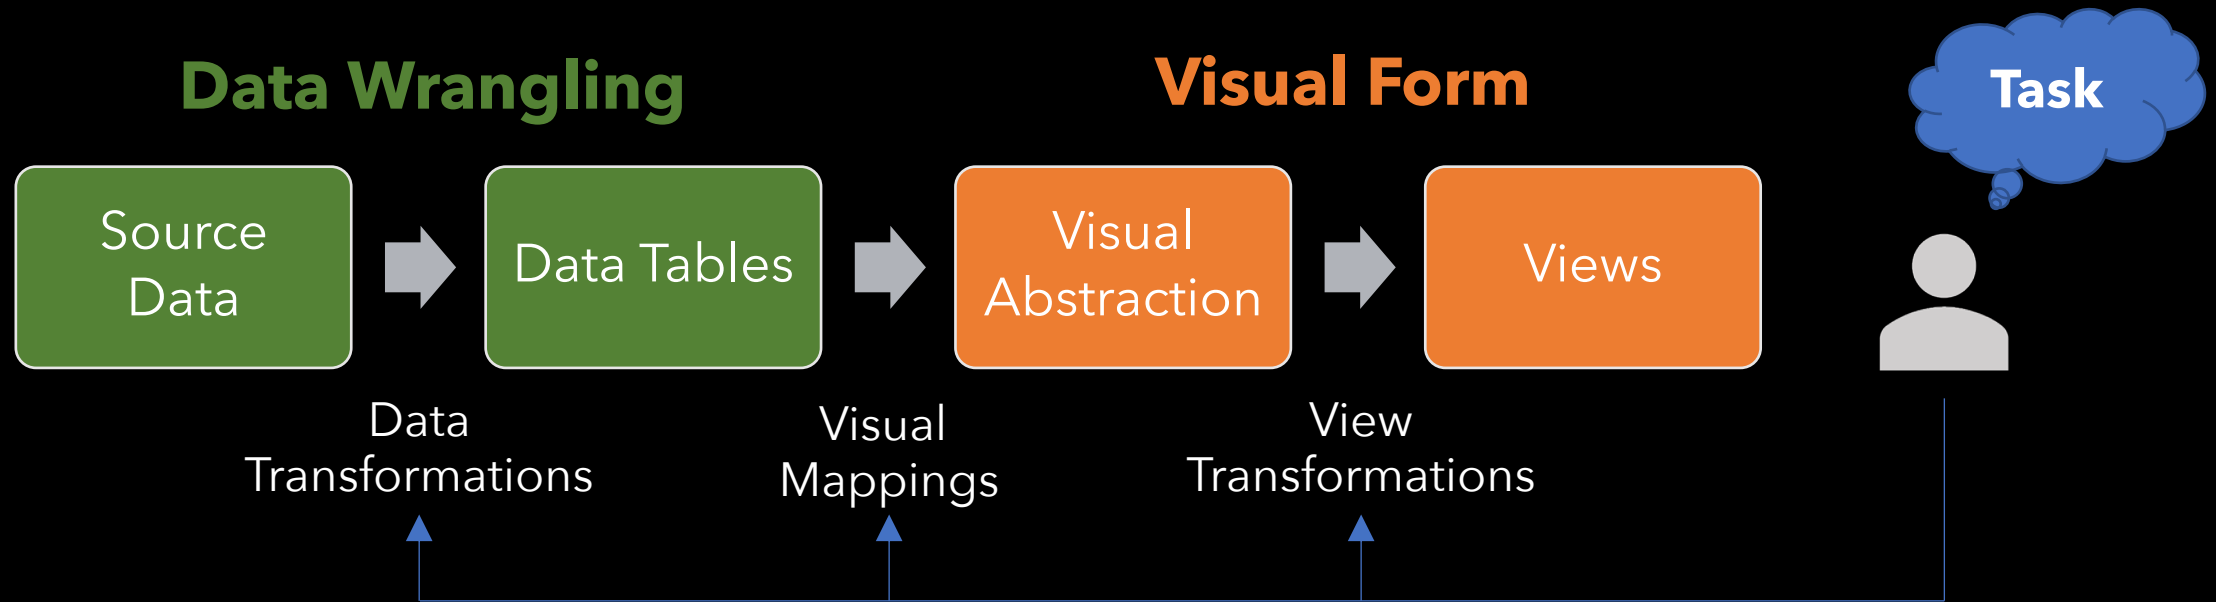 Data Wrangling
Visual Form
Task
Source
Data
Data Tables
Visual
Abstraction
Views
Data
Transformations
Visual
Mappings
View
Transformations